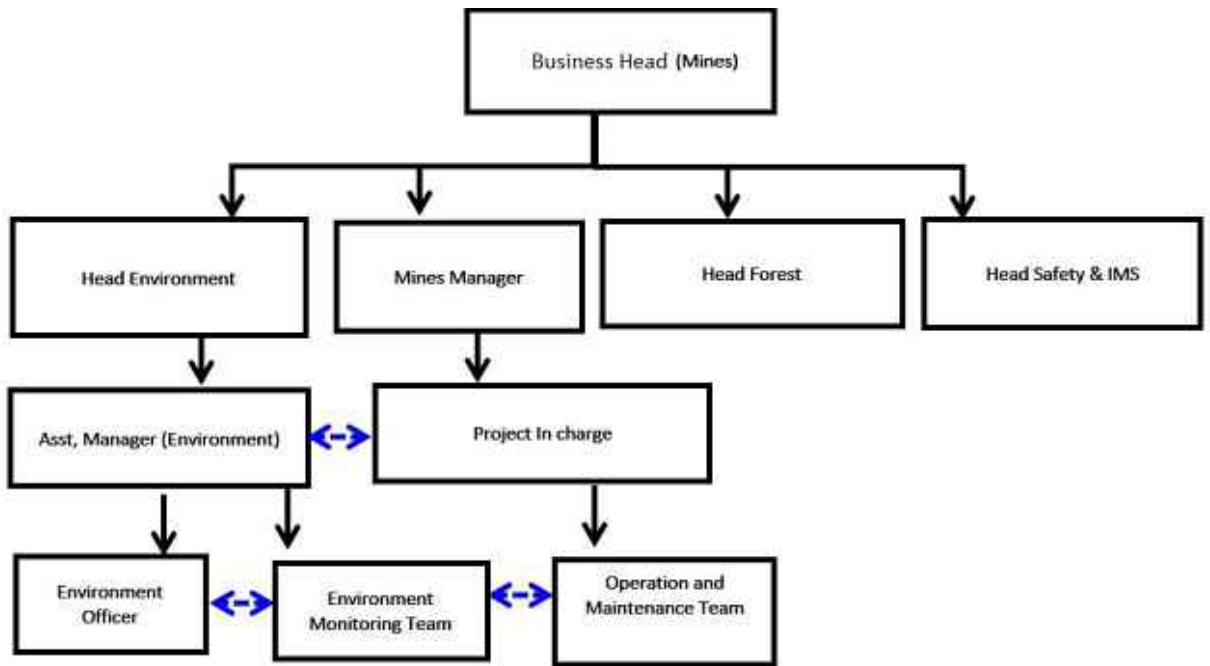 Business Head (Mines)
Head Environment
Mines Manager
Head Forest
Head Safety & IMS
Asst, Manager (Environment)
Project In charge
Environment
Officer
Environment
Monitoring Team
Operation and
Maintenance Team